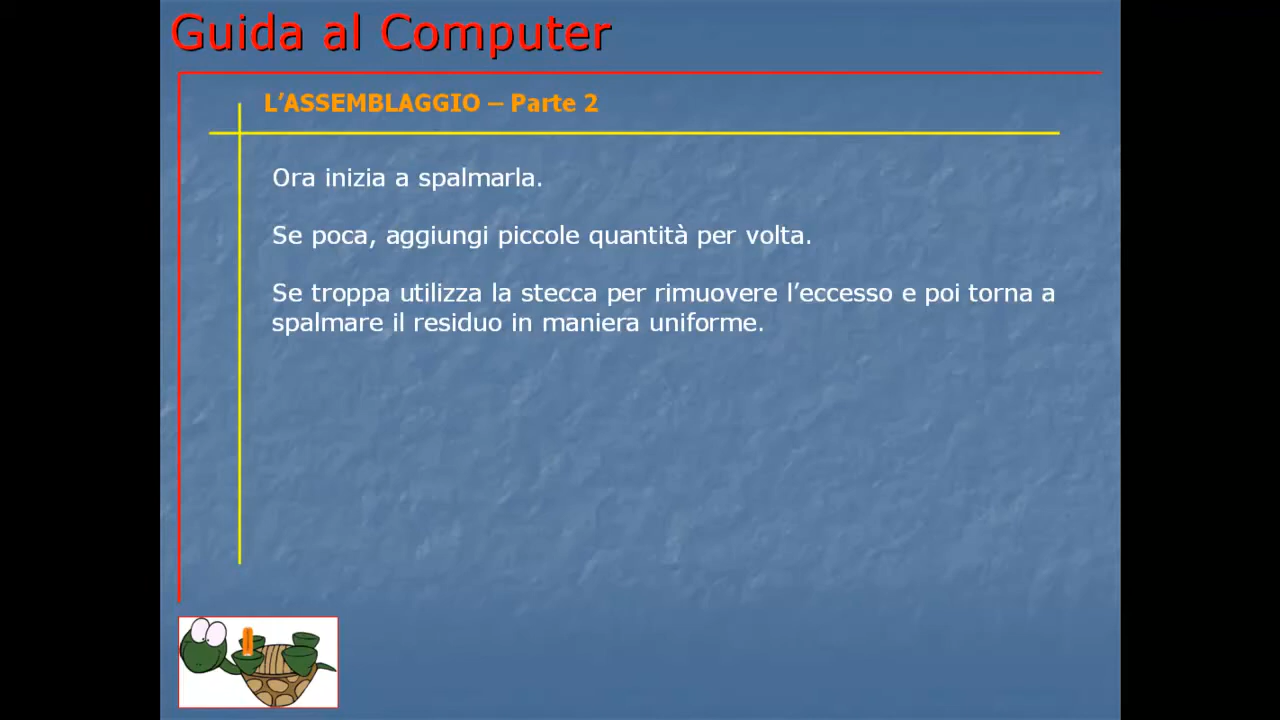 Guida al Computer
L’ASSEMBLAGGIO – Parte 2
Ora inizia a spalmarla.
Se poca, aggiungi piccole quantità per volta.
Se troppa utilizza la stecca per rimuovere l’eccesso e poi torna a
spalmare il residuo in maniera uniforme.